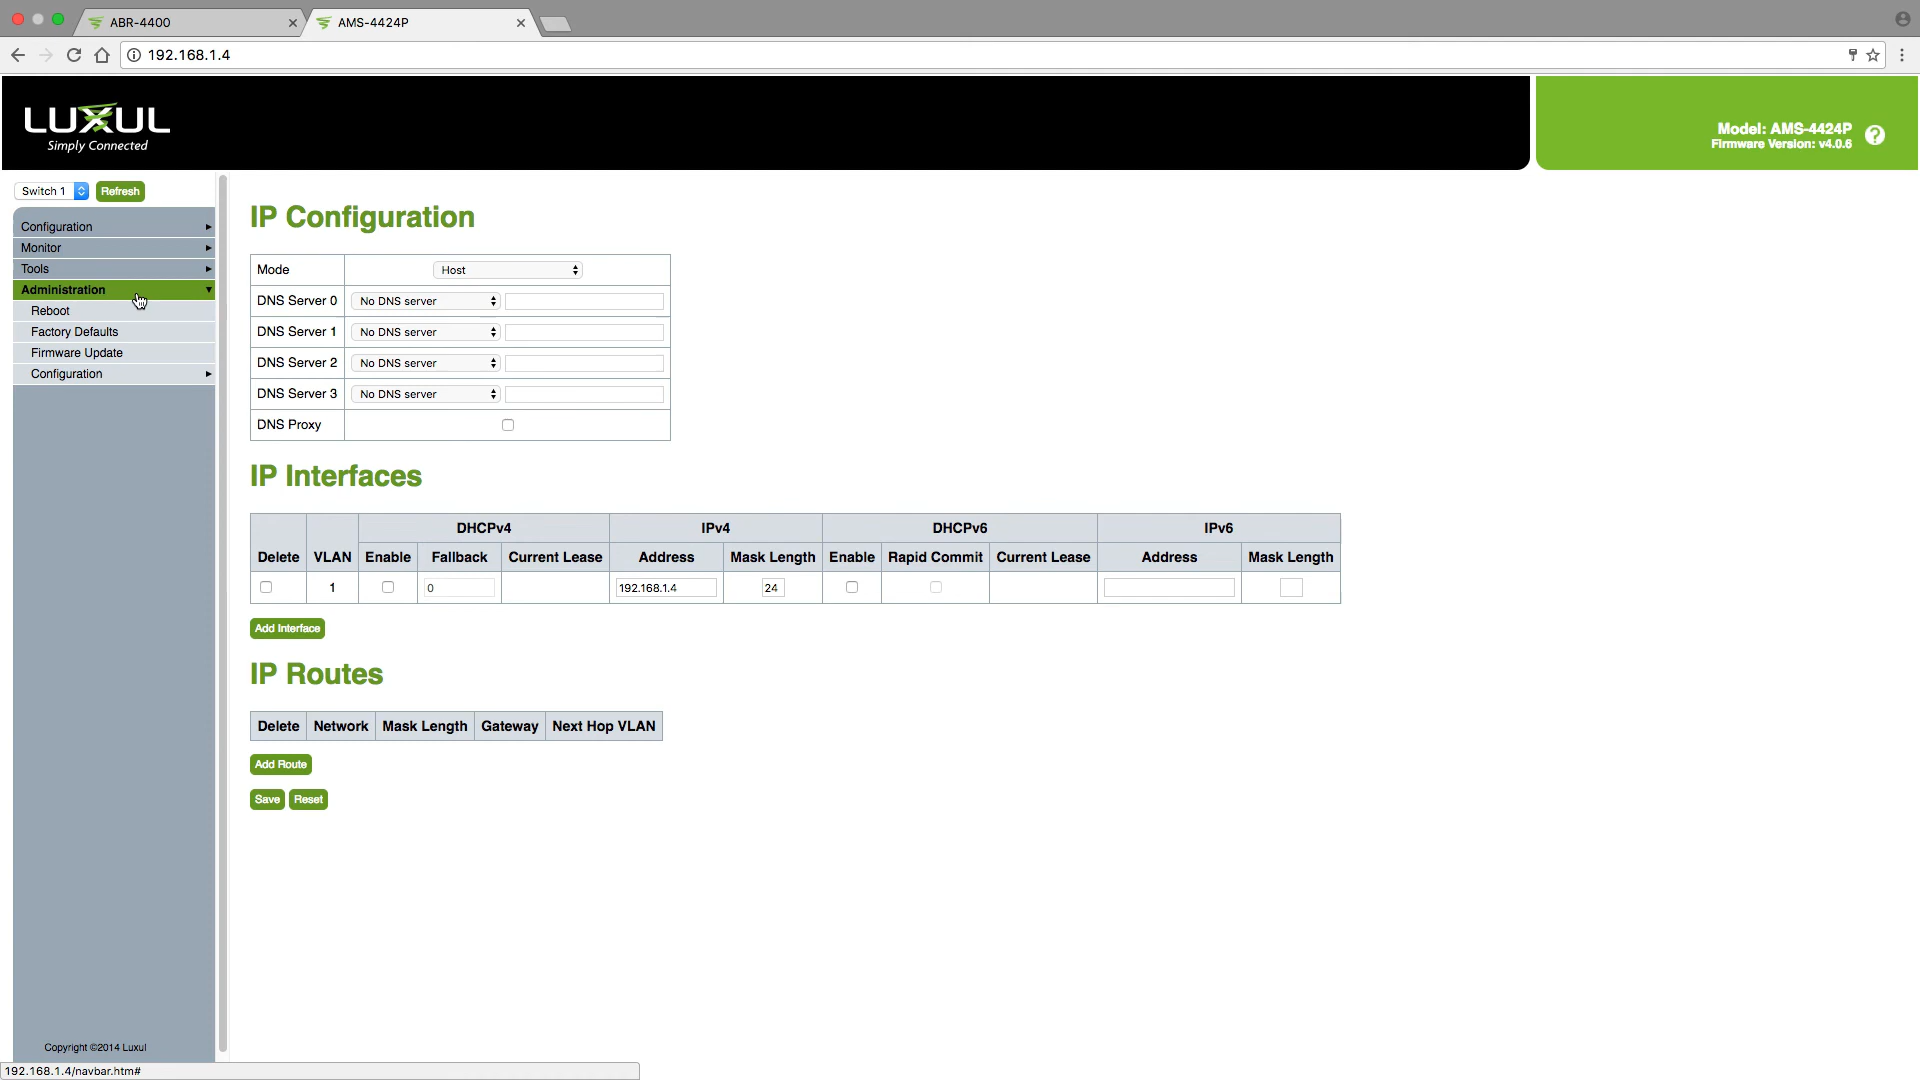 ABR-4400
AMS-4424P
192.168.1.4
LUXUL
Simply Connected
Model: AMS-4424P
Firmware Version: v4.0.6
?
Switch 1 Refresh
Configuration
Monitor
Tools
Administration
Reboot
Factory Defaults
Firmware Update
Configuration
Copyright ©2014 Luxul
IP Configuration
Mode Host
DNS Server 0 No DNS server
DNS Server 1 No DNS server
DNS Server 2 No DNS server
DNS Server 3 No DNS server
DNS Proxy
IP Interfaces
DHCPv4 IPv4 DHCPv6 IPv6
Delete VLAN Enable Fallback Current Lease Address Mask Length Enable Rapid Commit Current Lease Address Mask Length
1 0 192.168.1.4 24
Add Interface
IP Routes
Delete Network Mask Length Gateway Next Hop VLAN
Add Route
Save Reset
192.168.1.4/navbar.htm#